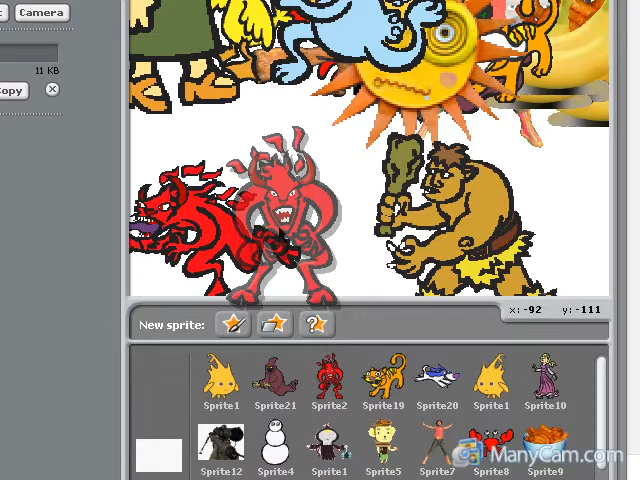 Camera
11 KB
opy
x: -92 y: -111
New sprite:
Sprite1 Sprite21 Sprite2 Sprite19 Sprite20 Sprite1 Sprite10
Sprite12 Sprite4 Sprite1 Sprite5 Sprite7 Sprite8 Sprite9
ManyCam.com